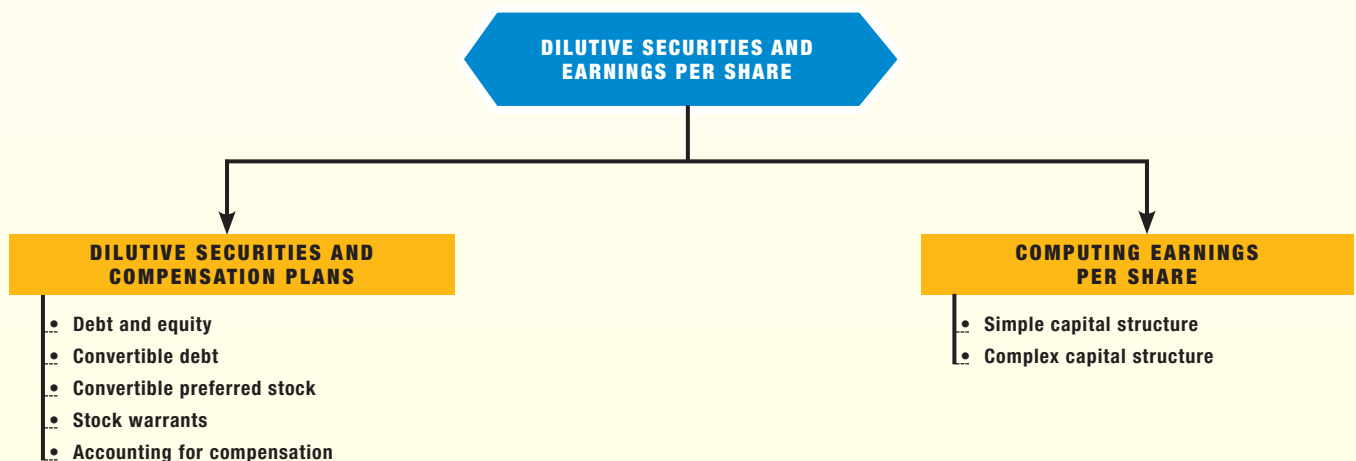 DILUTIVE SECURITIES AND
EARNINGS PER SHARE
DILUTIVE SECURITIES AND
COMPENSATION PLANS
• Debt and equity
• Convertible debt
• Convertible preferred stock
• Stock warrants
• Accounting for compensation
COMPUTING EARNINGS
PER SHARE
• Simple capital structure
• Complex capital structure